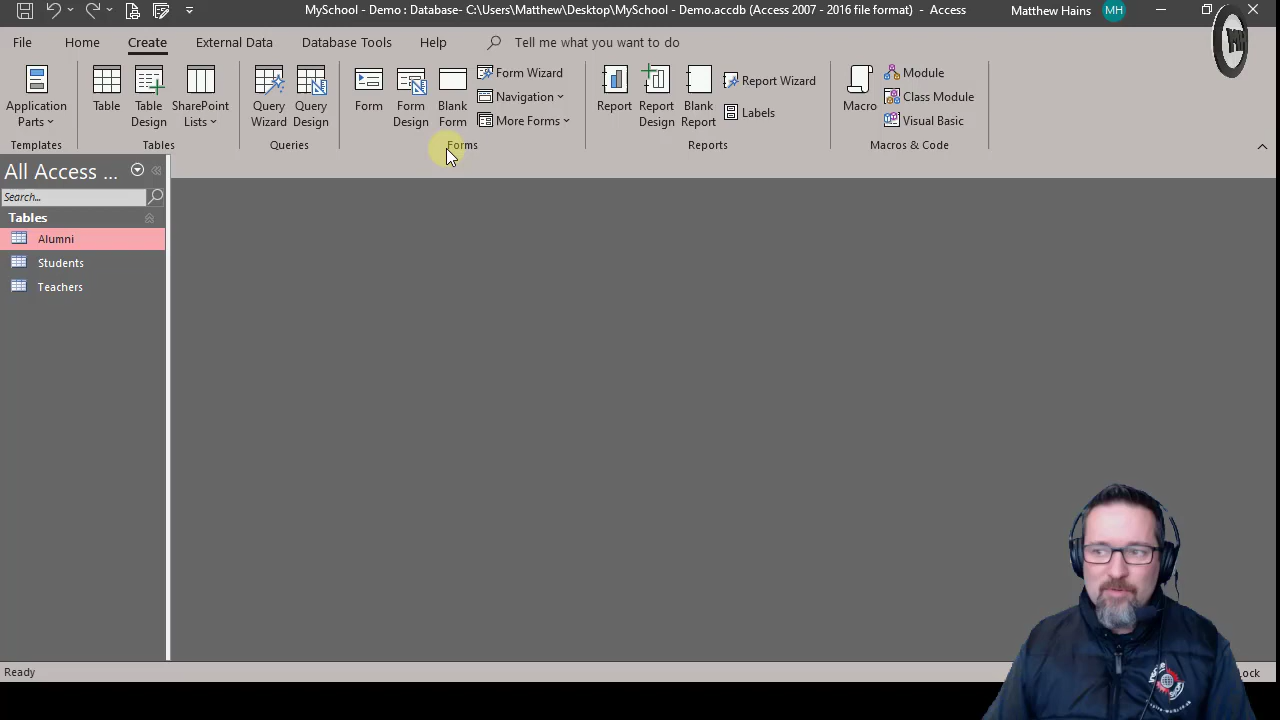 MySchool - Demo : Database- C:\Users\Matthew\Desktop\MySchool - Demo.accdb (Access 2007 - 2016 file format) - Access
Matthew Hains
MH
File Home Create External Data Database Tools Help Tell me what you want to do
Application Parts
Templates
Table
Table Design
SharePoint Lists
Tables
Query Wizard
Query Design
Queries
Form
Form Design
Blank Form
Form Wizard
Navigation
More Forms
Forms
Report
Report Design
Blank Report
Report Wizard
Labels
Reports
Macro
Module
Class Module
Visual Basic
Macros & Code
All Access ...
Search...
Tables
Alumni
Students
Teachers
Ready